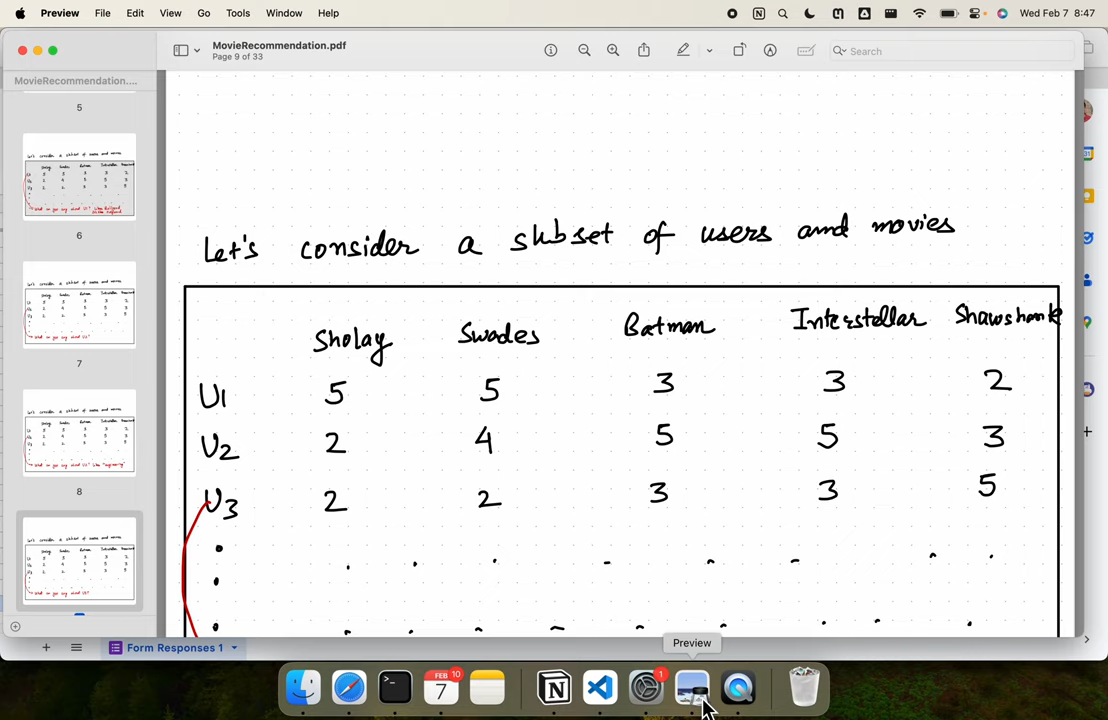 Preview File Edit View Go Tools Window Help
Wed Feb 7 8:47
MovieRecommendation.pdf
Page 9 of 33
Search
MovieRecommendation....
5
6
7
8
Let's consider a subset of users and movies
Sholay Swades Batman Interstellar Shawshank
U1 5 5 3 3 2
U2 2 4 5 5 3
U3 2 2 3 3 5
Preview
Form Responses 1
FEB 10
7
1